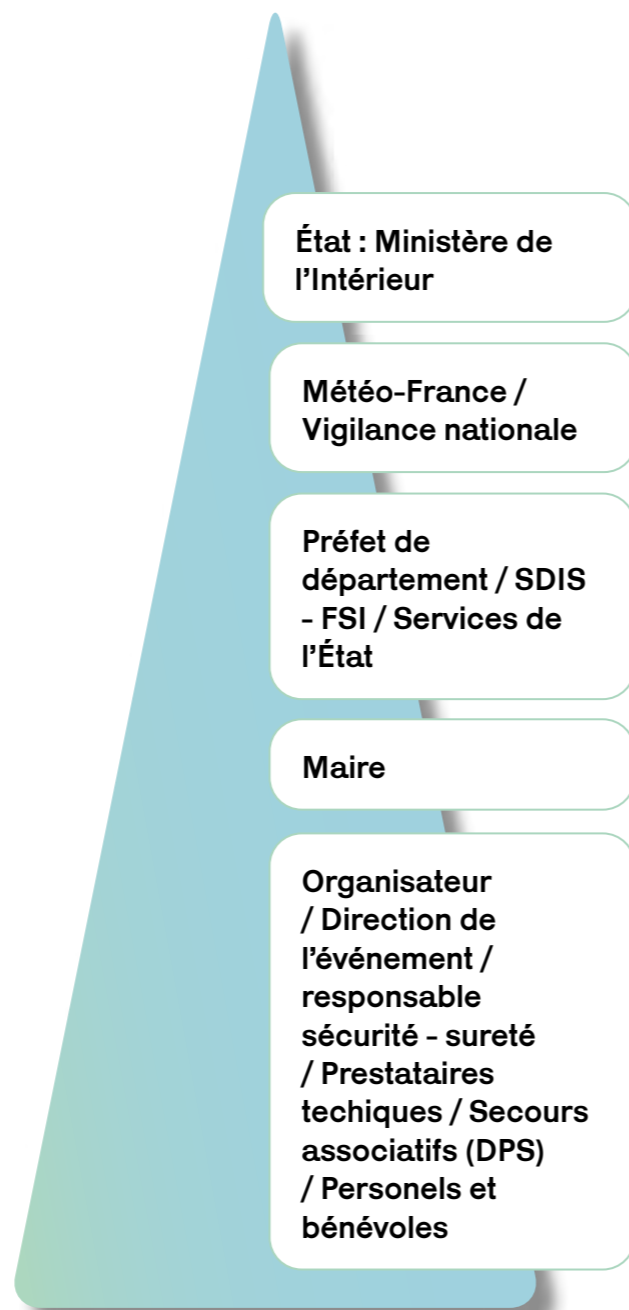 État : Ministère de
l’Intérieur
Météo-France /
Vigilance nationale
Préfet de
département / SDIS
- FSI / Services de
l’État
Maire
Organisateur
/ Direction de
l’événement /
responsable
sécurité - sureté
/ Prestataires
techiques / Secours
associatifs (DPS)
/ Personels et
bénévoles